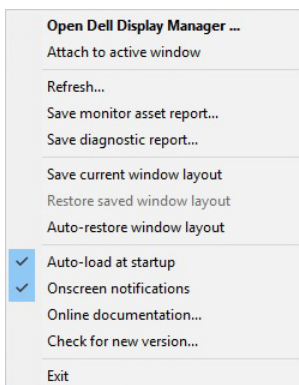 Open Dell Display Manager ...
Attach to active window
Refresh...
Save monitor asset report...
Save diagnostic report...
Save current window layout
Restore saved window layout
Auto-restore window layout
Auto-load at startup
Onscreen notifications
Online documentation...
Check for new version...
Exit